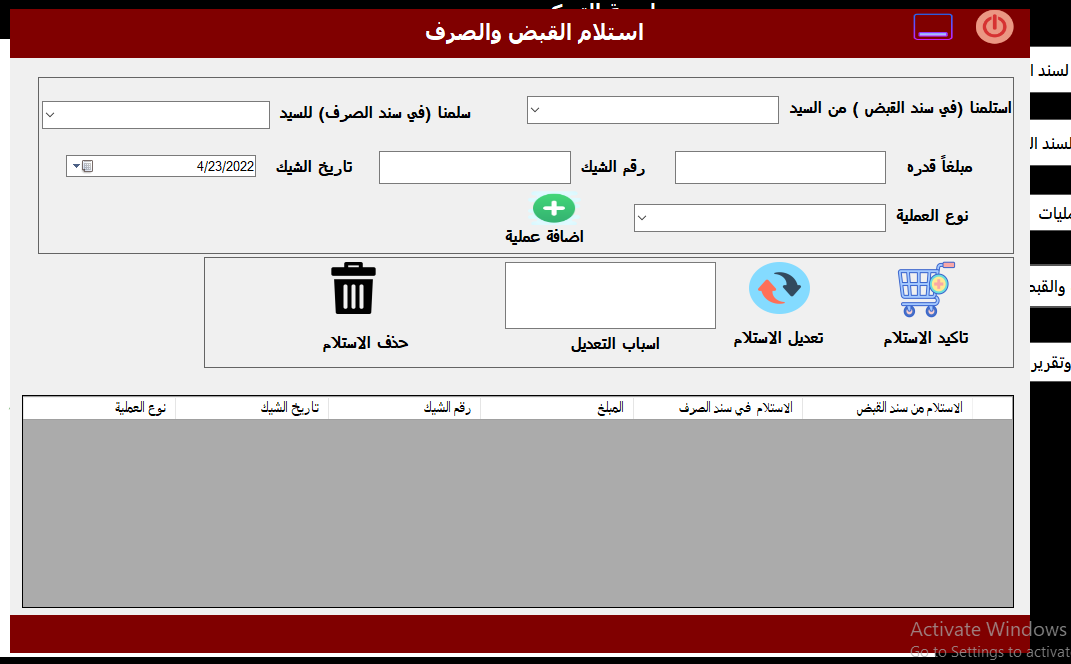 استلام القبض والصرف
استلمنا (في سند القبض ) من السيد
سلمنا (في سند الصرف) للسيد
مبلغاً قدره
رقم الشيك
تاريخ الشيك
4/23/2022
نوع العملية
اضافة عملية
تاكيد الاستلام
تعديل الاستلام
اسباب التعديل
حذف الاستلام
الاستلام من سند القبض
الاستلام في سند الصرف
المبلغ
رقم الشيك
تاريخ الشيك
نوع العملية
لسند
وتقرير
Activate Windows
Go to Settings to activat